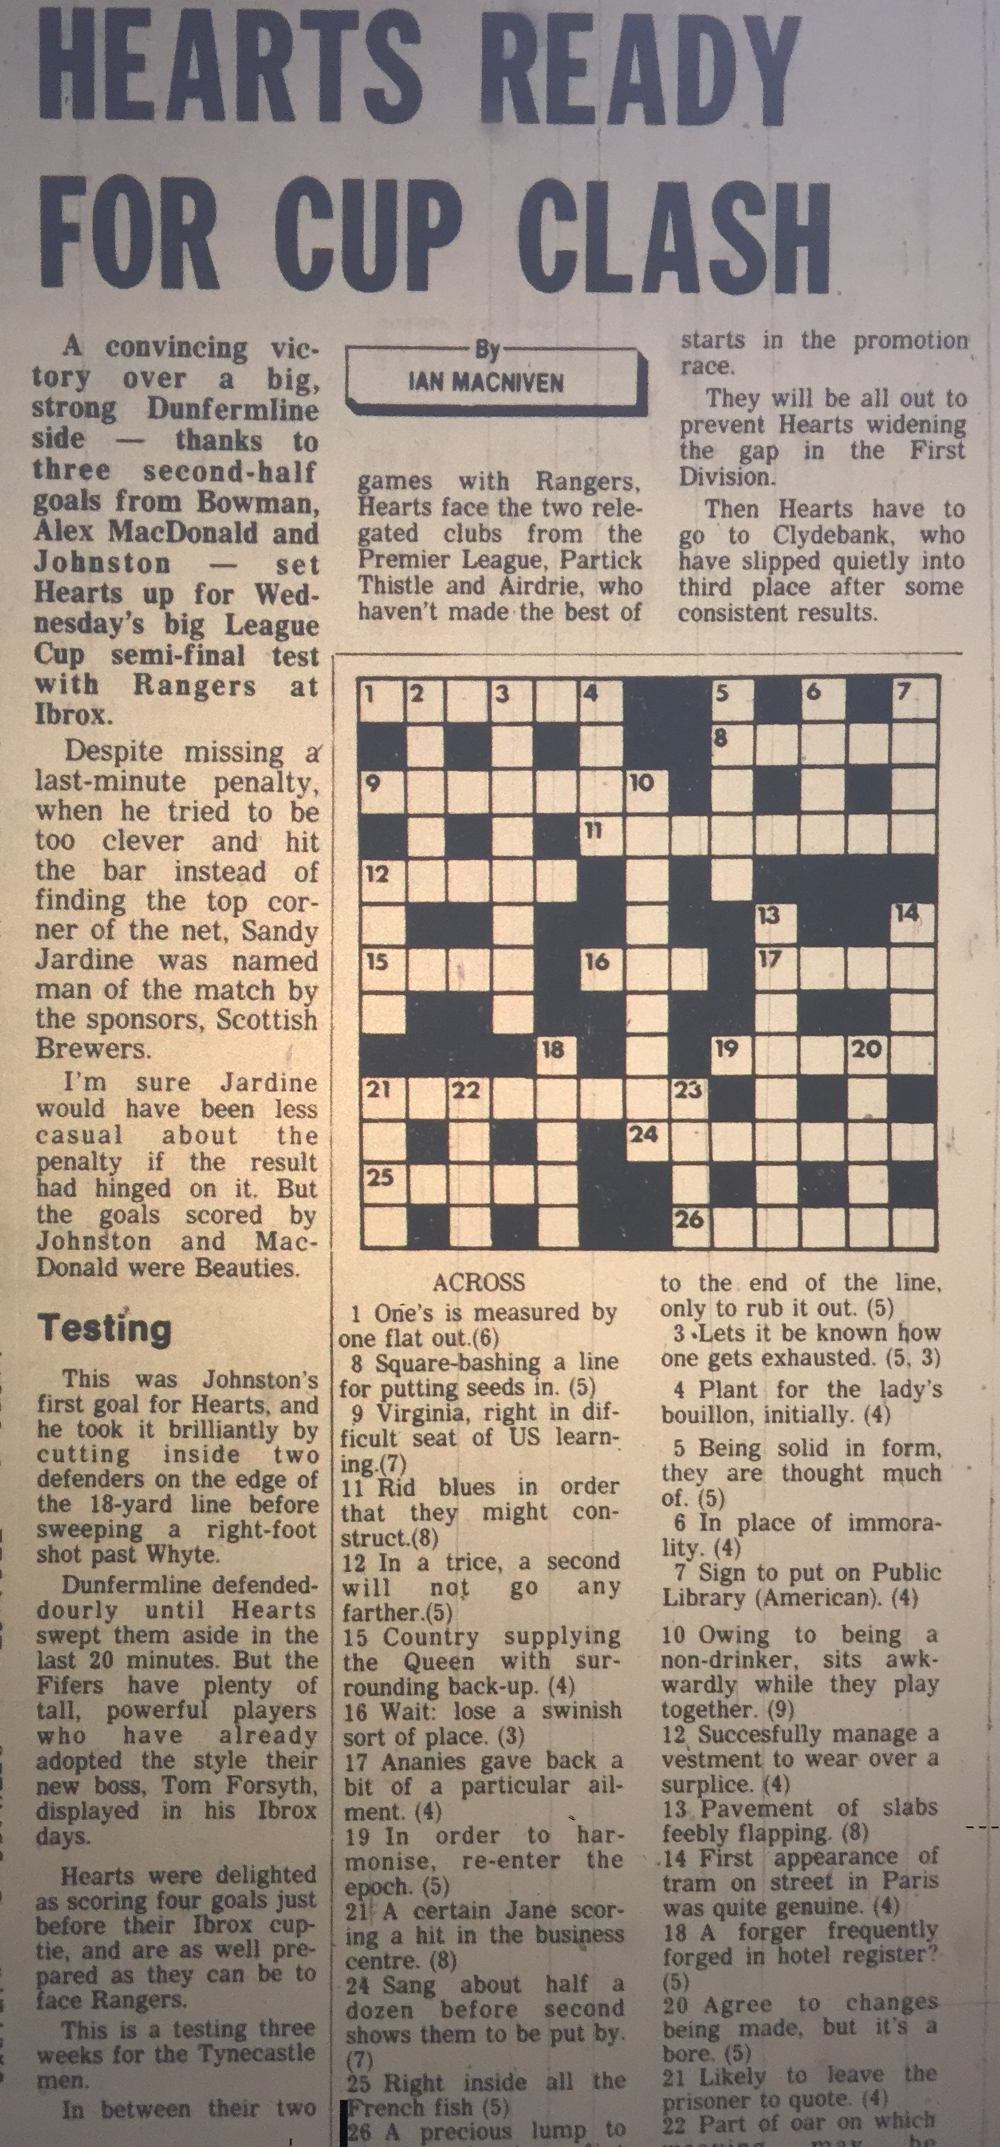 HEARTS READY
FOR CUP CLASH
A convincing vic-
tory over a big,
strong Dunfermline
side — thanks to
three second-half
goals from Bowman,
Alex MacDonald and
Johnston — set
Hearts up for Wed-
nesday's big League
Cup semi-final test
with Rangers at
Ibrox.
Despite missing a
last-minute penalty,
when he tried to be
too clever and hit
the bar instead of
finding the top cor-
ner of the net, Sandy
Jardine was named
man of the match by
the sponsors, Scottish
Brewers.
I'm sure Jardine
would have been less
casual about the
penalty if the result
had hinged on it. But
the goals scored by
Johnston and Mac-
Donald were Beauties.
Testing
This was Johnston's
first goal for Hearts, and
he took it brilliantly by
cutting inside two
defenders on the edge of
the 18-yard line before
sweeping a right-foot
shot past Whyte.
Dunfermline defended
dourly until Hearts
swept them aside in the
last 20 minutes. But the
Fifers have plenty of
tall, powerful players
who have already
adopted the style their
new boss, Tom Forsyth,
displayed in his Ibrox
days.
Hearts were delighted
as scoring four goals just
before their Ibrox cup-
tie, and are as well pre-
pared as they can be to
face Rangers.
This is a testing three
weeks for the Tynecastle
men.
In between their two
By
IAN MACNIVEN
games with Rangers,
Hearts face the two rele-
gated clubs from the
Premier League, Partick
Thistle and Airdrie, who
haven't made the best of
starts in the promotion
race.
They will be all out to
prevent Hearts widening
the gap in the First
Division.
Then Hearts have to
go to Clydebank, who
have slipped quietly into
third place after some
consistent results.
1 2 3 4 5 6 7
8
9 10
11
12
13 14
15 16 17
18 19 20
21 22 23
24
25
26
ACROSS
1 One's is measured by
one flat out.(6)
8 Square-bashing a line
for putting seeds in. (5)
9 Virginia, right in dif-
ficult seat of US learn-
ing.(7)
11 Rid blues in order
that they might con-
struct.(8)
12 In a trice, a second
will not go any
farther.(5)
15 Country supplying
the Queen with sur-
rounding back-up. (4)
16 Wait: lose a swinish
sort of place. (3)
17 Ananies gave back a
bit of a particular ail-
ment. (4)
19 In order to har-
monise, re-enter the
epoch. (5)
21 A certain Jane scor-
ing a hit in the business
centre. (8)
24 Sang about half a
dozen before second
shows them to be put by.
(7)
25 Right inside all the
French fish (5)
26 A precious lump to
to the end of the line,
only to rub it out. (5)
3 Lets it be known how
one gets exhausted. (5, 3)
4 Plant for the lady's
bouillon, initially. (4)
5 Being solid in form,
they are thought much
of. (5)
6 In place of immora-
lity. (4)
7 Sign to put on Public
Library (American). (4)
10 Owing to being a
non-drinker, sits awk-
wardly while they play
together. (9)
12 Succesfully manage a
vestment to wear over a
surplice. (4)
13 Pavement of slabs
feebly flapping. (8)
14 First appearance of
tram on street in Paris
was quite genuine. (4)
18 A forger frequently
forged in hotel register?
(5)
20 Agree to changes
being made, but it's a
bore. (5)
21 Likely to leave the
prisoner to quote. (4)
22 Part of oar on which